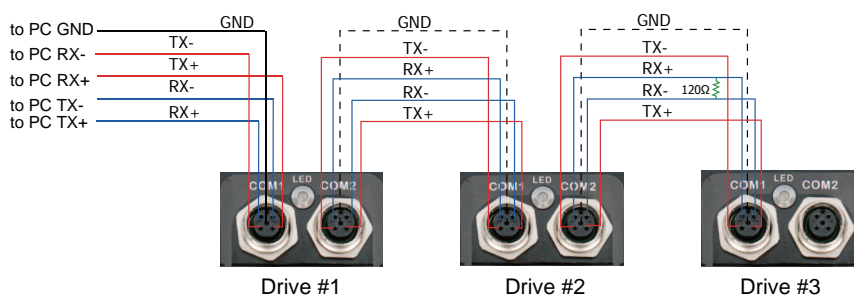 to PC GND
to PC RX-
to PC RX+
to PC TX-
to PC TX+
GND
TX-
TX+
RX-
RX+
GND
TX-
RX+
RX-
TX+
GND
TX-
RX+
RX-
120Ω
TX+
COM1 LED COM2
COM1 LED COM2
COM1 LED COM2
Drive #1
Drive #2
Drive #3